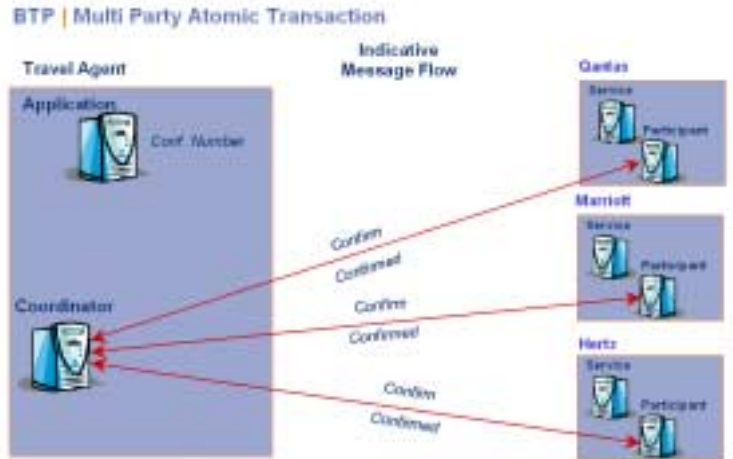 BTP | Multi Party Atomic Transaction
Indicative
Message Flow
Travel Agent
Application
Conf. Number
Coordinator
Qantas
Service
Participant
Confirm
Confirmed
Marriott
Service
Participant
Confirm
Confirmed
Hertz
Service
Participant
Confirm
Confirmed